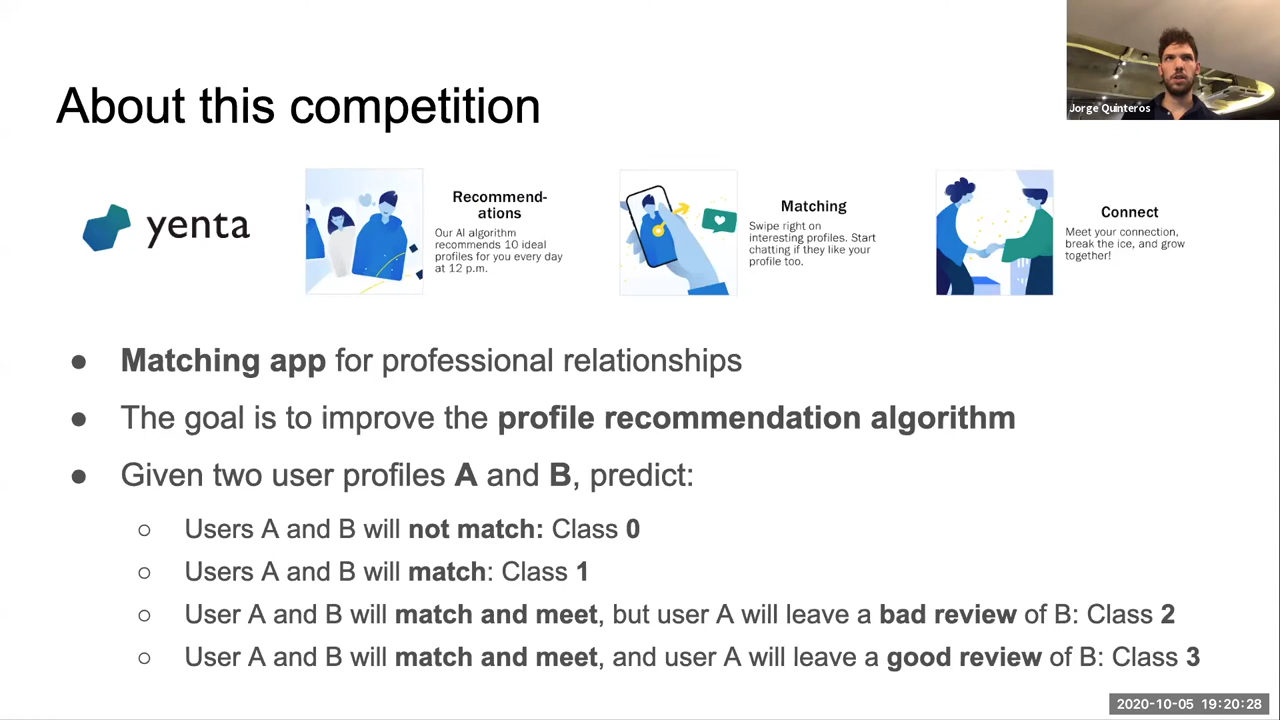 Jorge Quinteros
About this competition
yenta
Recommend-
ations
Our AI algorithm
recommends 10 ideal
profiles for you every day
at 12 p.m.
Matching
Swipe right on
interesting profiles. Start
chatting if they like your
profile too.
Connect
Meet your connection,
break the ice, and grow
together!
● Matching app for professional relationships
● The goal is to improve the profile recommendation algorithm
● Given two user profiles A and B, predict:
○ Users A and B will not match: Class 0
○ Users A and B will match: Class 1
○ User A and B will match and meet, but user A will leave a bad review of B: Class 2
○ User A and B will match and meet, and user A will leave a good review of B: Class 3
2020-10-05 19:20:28